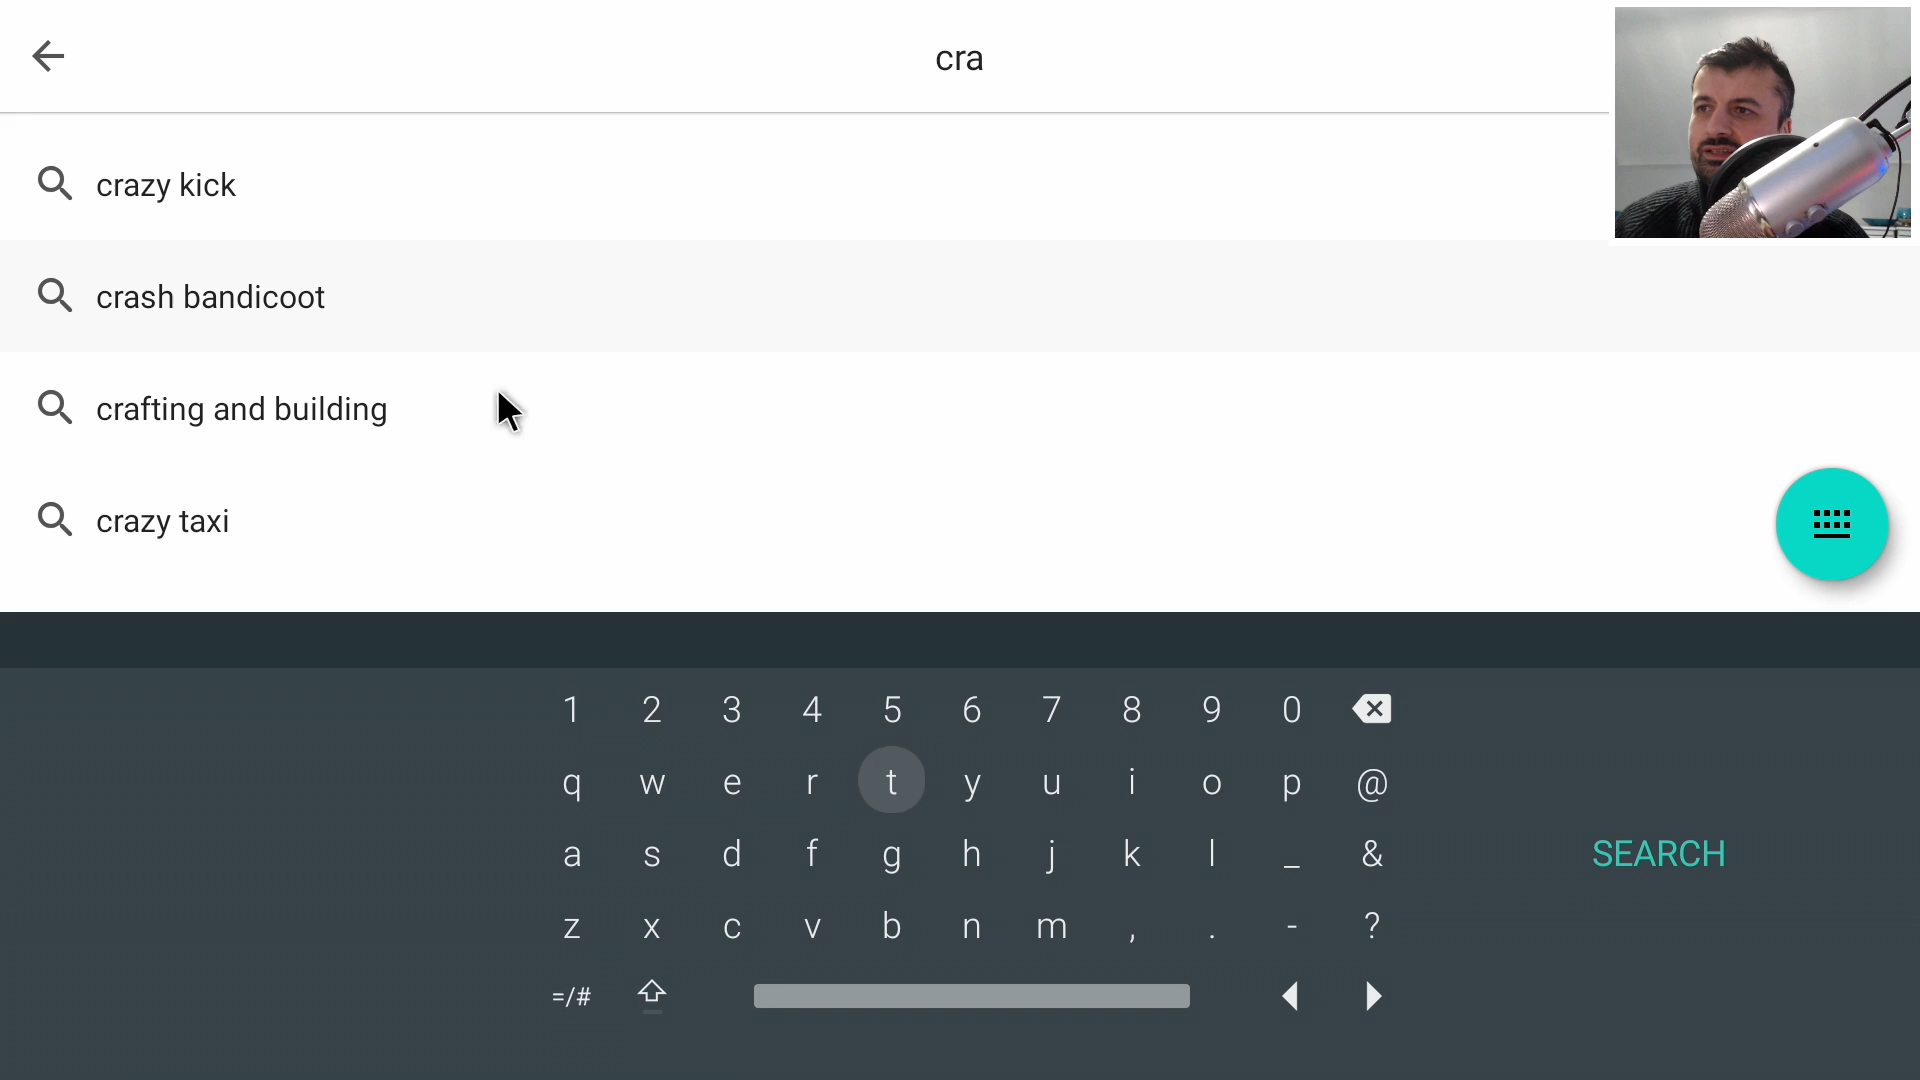 cra
crazy kick
crash bandicoot
crafting and building
crazy taxi
1 2 3 4 5 6 7 8 9 0
q w e r t y u i o p @
a s d f g h j k l _ &
SEARCH
z x c v b n m , . - ?
=/#